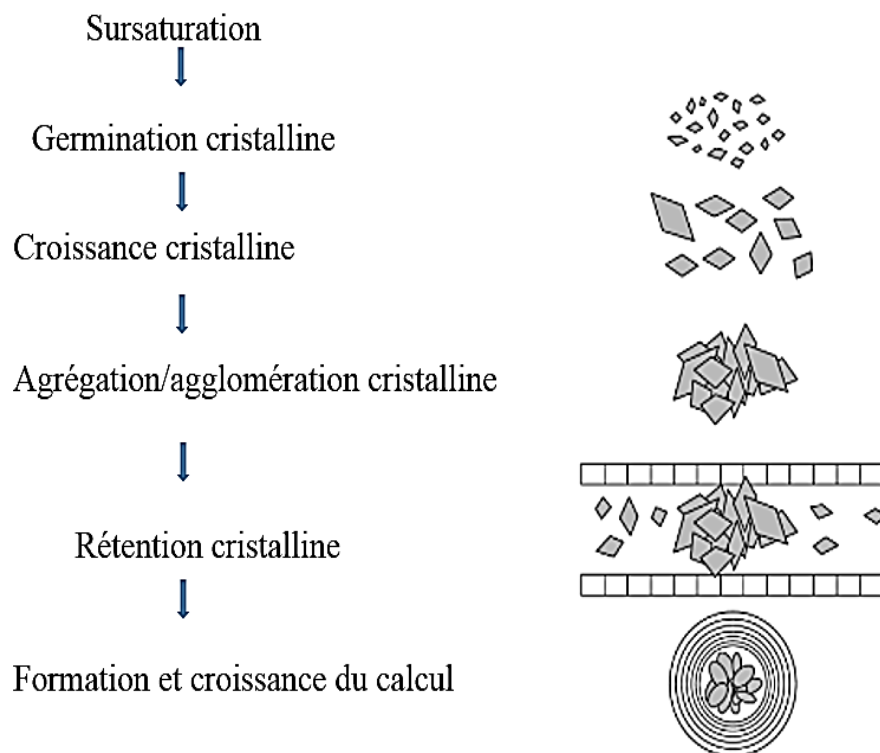 Sursaturation
Germination cristalline
Croissance cristalline
Agrégation/agglomération cristalline
Rétention cristalline
Formation et croissance du calcul